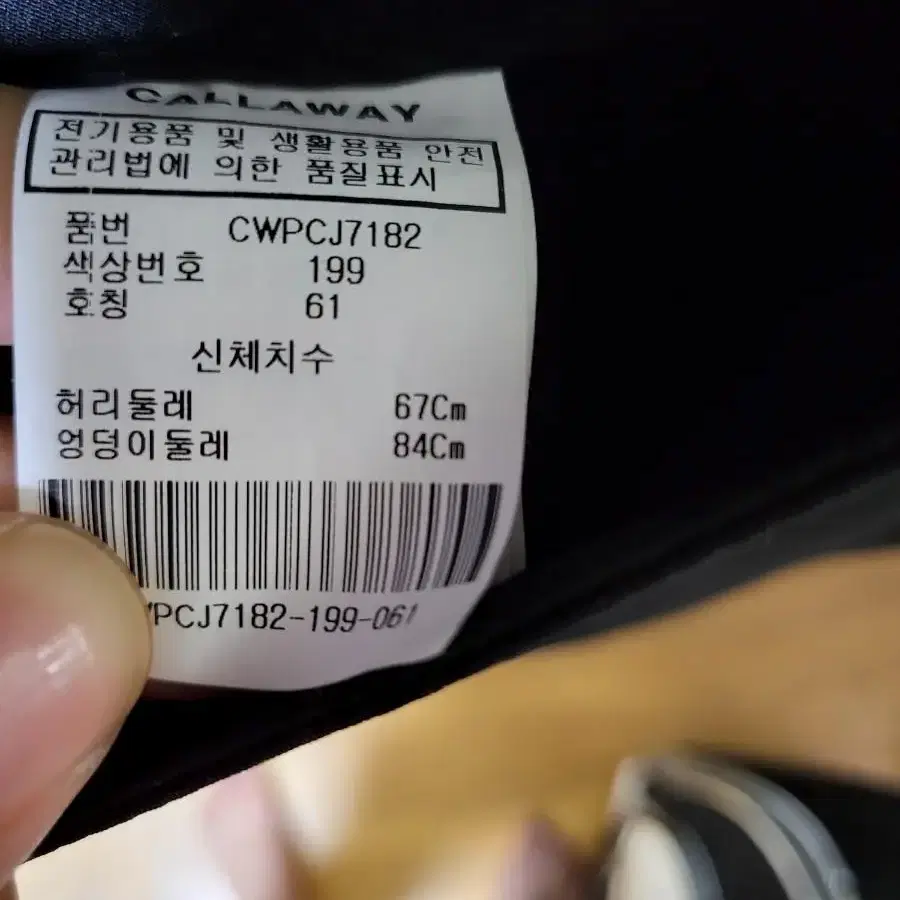 CALLAWAY
전기용품 및 생활용품 안전
관리법에 의한 품질표시
품번 CWPCJ7182
색상번호 199
호칭 61
신체치수
허리둘레 67Cm
엉덩이둘레 84Cm
PCJ7182-199-061